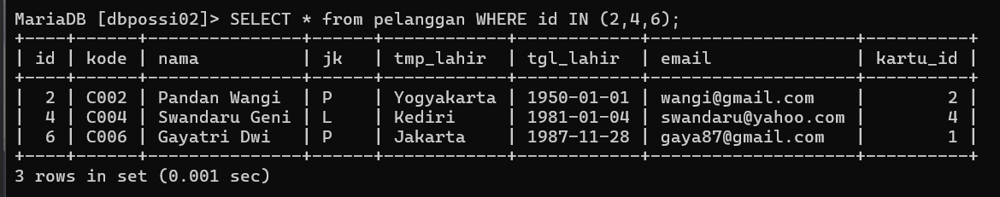 MariaDB [dbpossi02]> SELECT * from pelanggan WHERE id IN (2,4,6);
+----+------+---------------+------+------------+------------+--------------------+----------+
| id | kode | nama          | jk   | tmp_lahir  | tgl_lahir  | email              | kartu_id |
+----+------+---------------+------+------------+------------+--------------------+----------+
|  2 | C002 | Pandan Wangi  | P    | Yogyakarta | 1950-01-01 | wangi@gmail.com    |        2 |
|  4 | C004 | Swandaru Geni | L    | Kediri     | 1981-01-04 | swandaru@yahoo.com |        4 |
|  6 | C006 | Gayatri Dwi   | P    | Jakarta    | 1987-11-28 | gaya87@gmail.com   |        1 |
+----+------+---------------+------+------------+------------+--------------------+----------+
3 rows in set (0.001 sec)